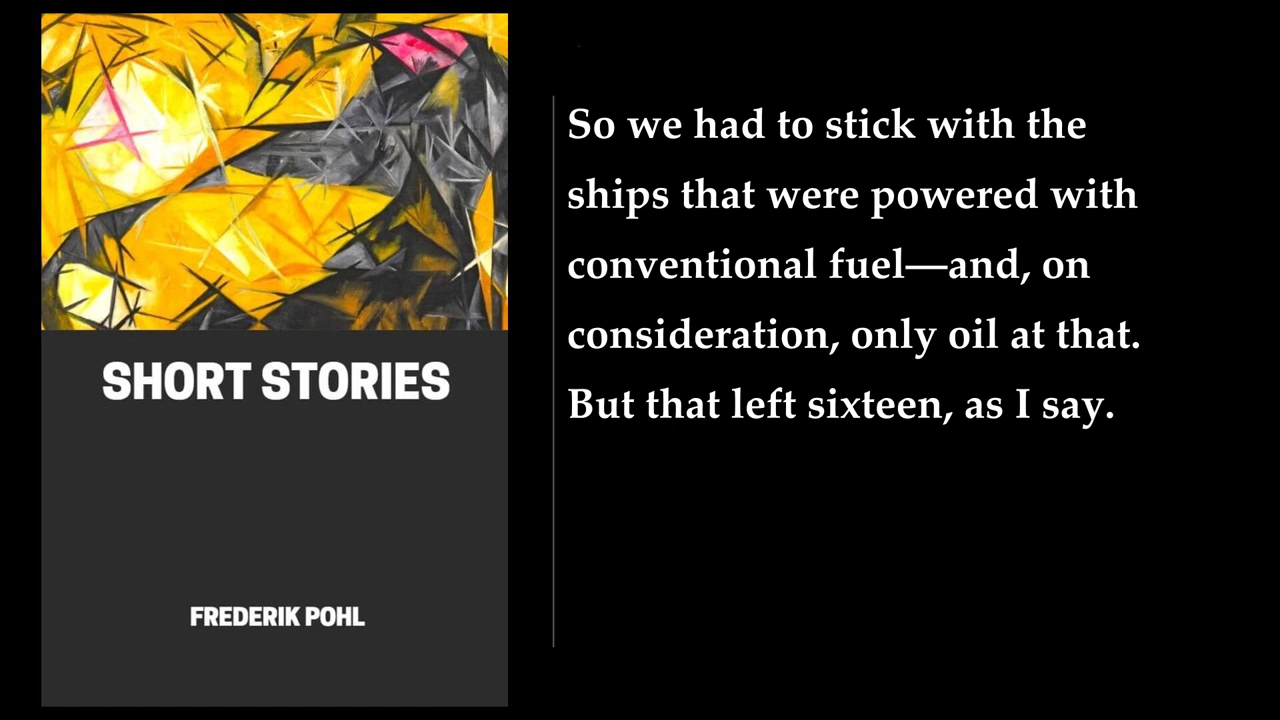 SHORT STORIES
FREDERIK POHL
So we had to stick with the
ships that were powered with
conventional fuel—and, on
consideration, only oil at that.
But that left sixteen, as I say.